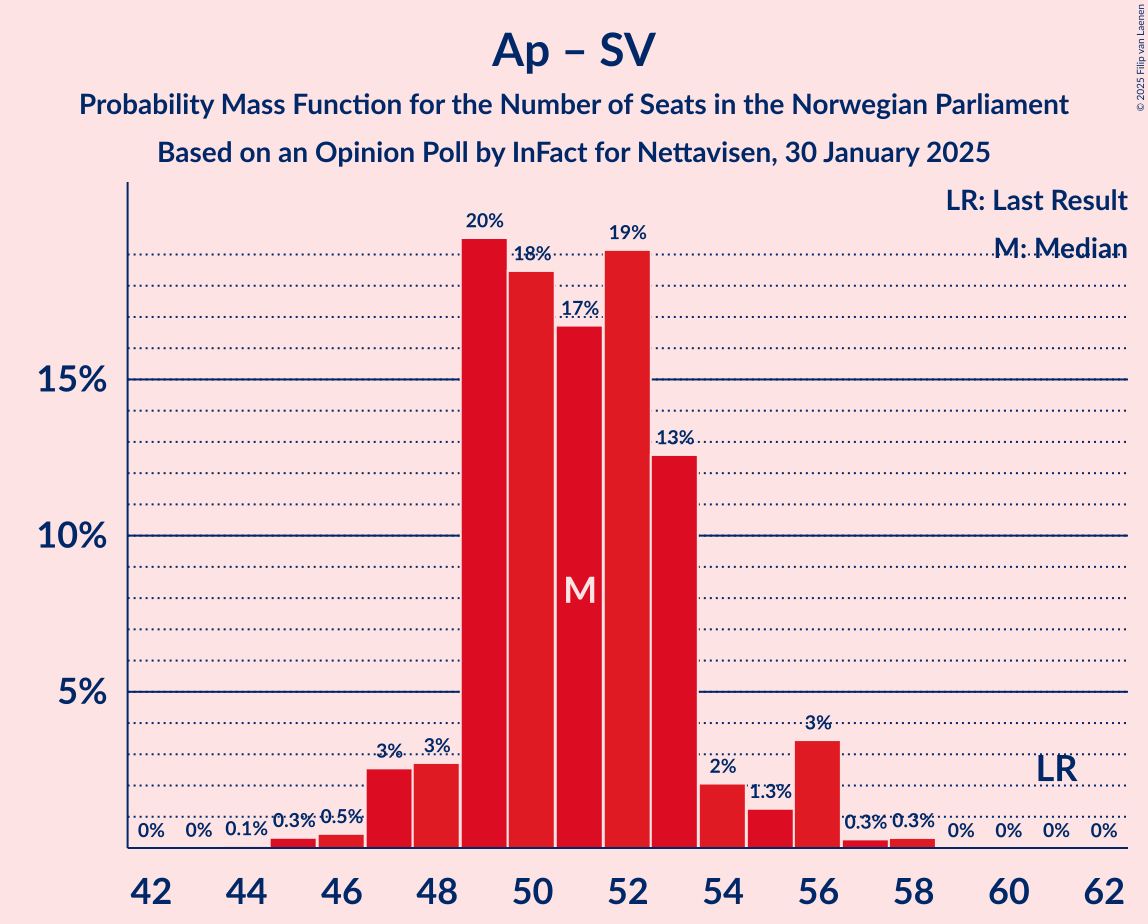 Ap – SV
Probability Mass Function for the Number of Seats in the Norwegian Parliament
Based on an Opinion Poll by InFact for Nettavisen, 30 January 2025
© 2025 Filip van Laenen
LR: Last Result
M: Median
15%
10%
5%
0%
0%
0.1%
0.3%
0.5%
3%
3%
20%
18%
17%
19%
13%
2%
1.3%
3%
0.3%
0.3%
0%
0%
0%
0%
M
LR
42 44 46 48 50 52 54 56 58 60 62